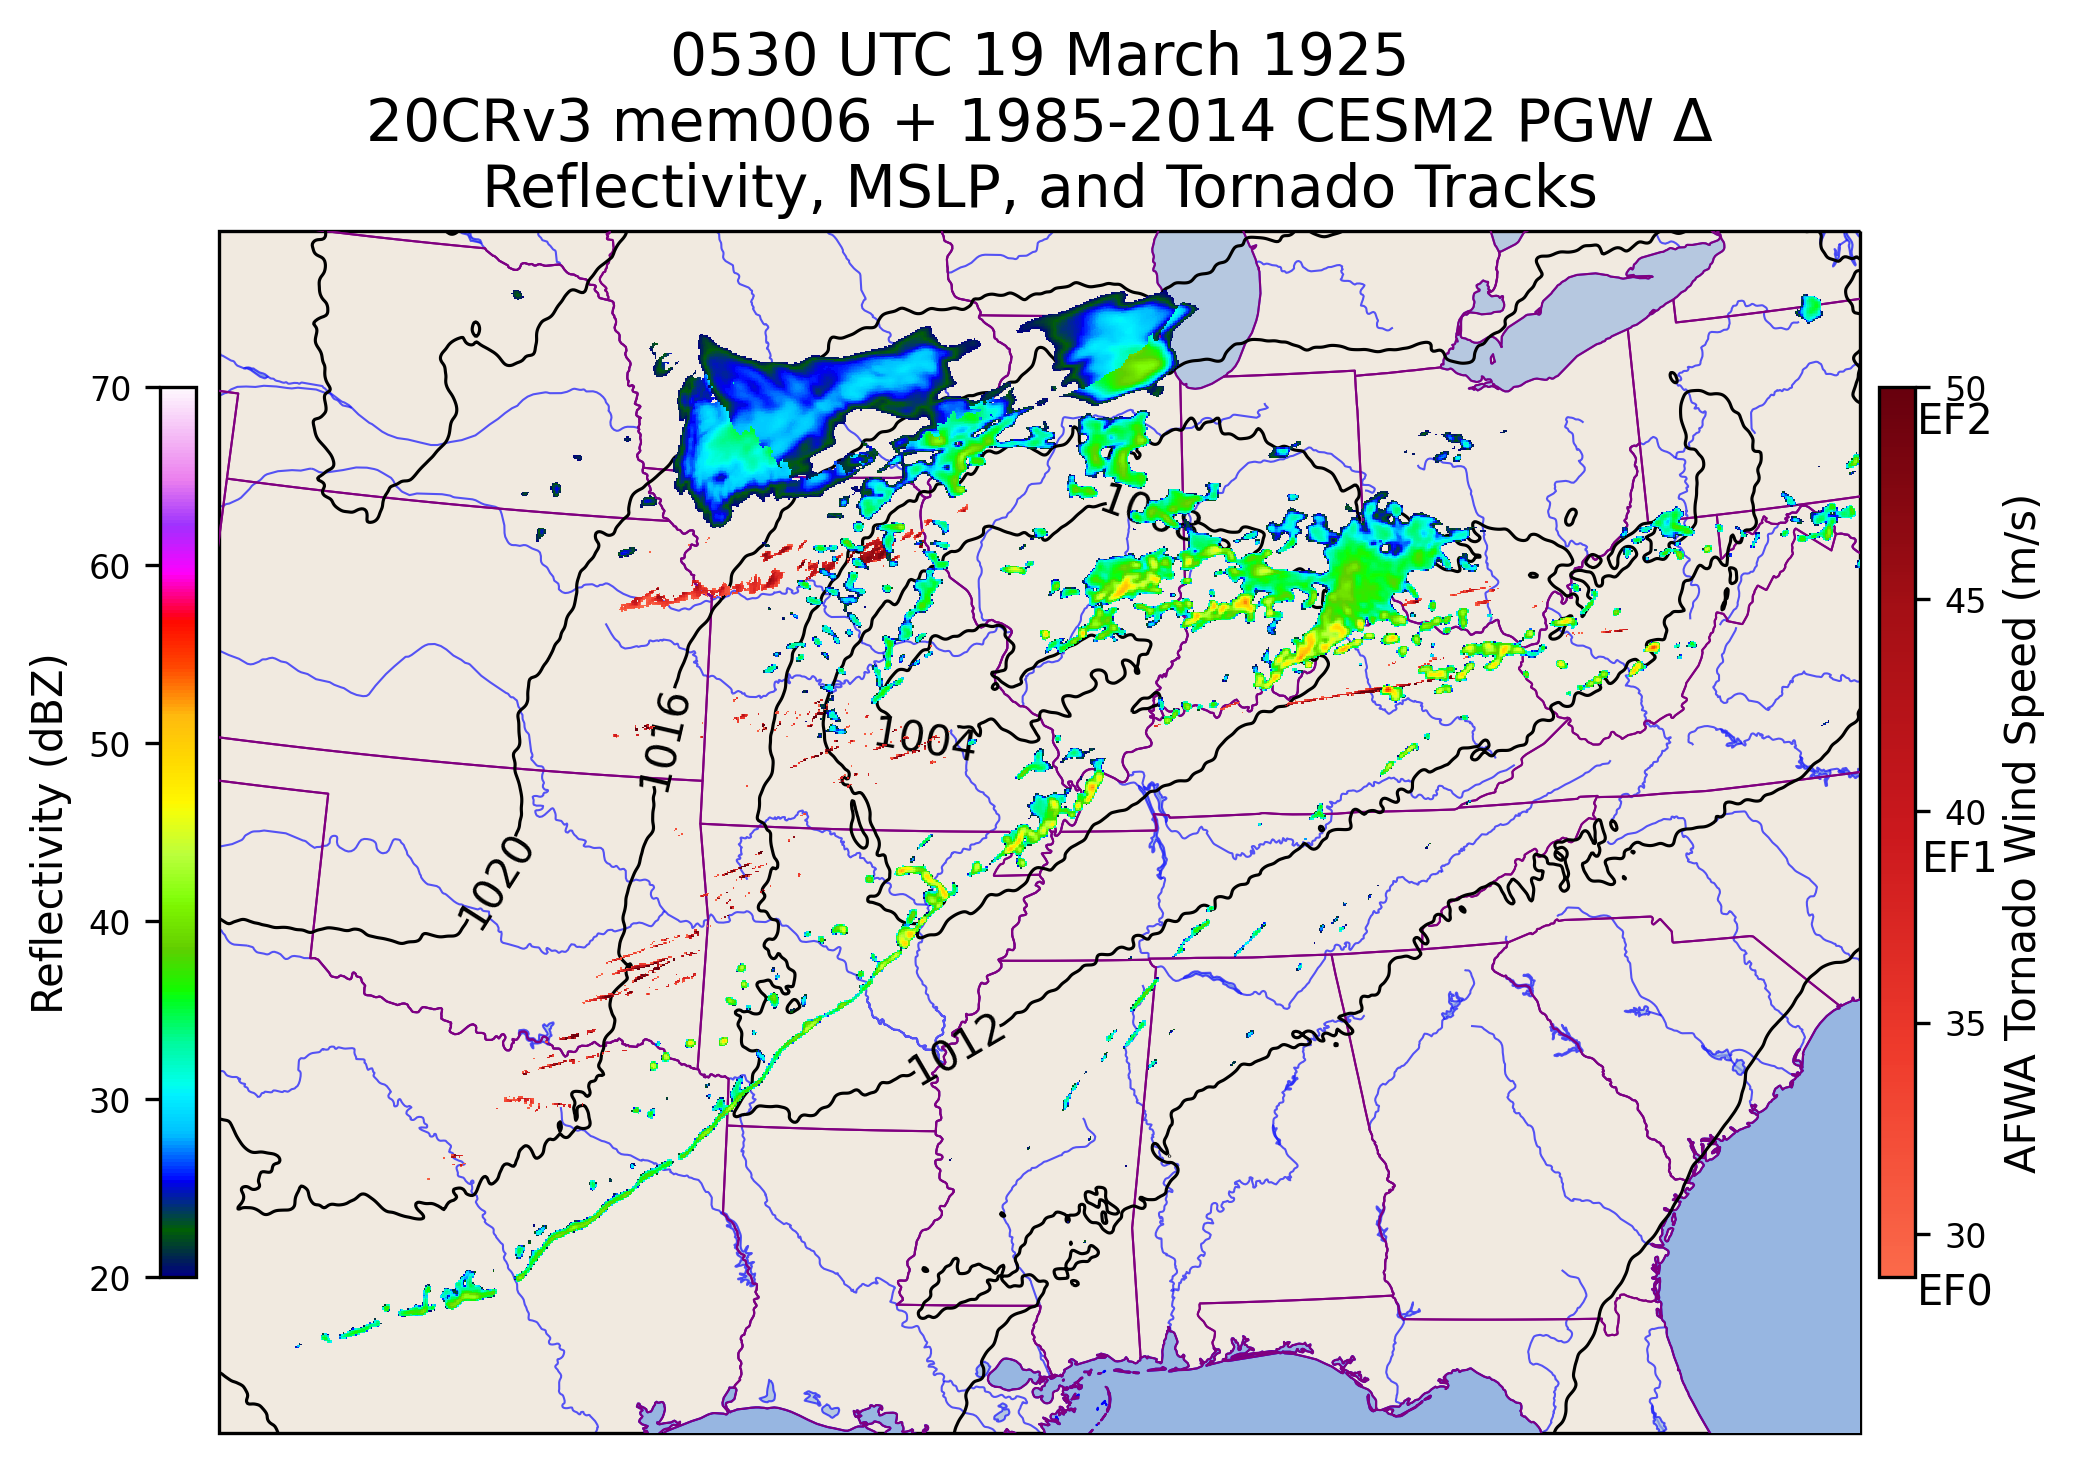 0530 UTC 19 March 1925
20CRv3 mem006 + 1985-2014 CESM2 PGW Δ
Reflectivity, MSLP, and Tornado Tracks
70
60
50
40
30
20
Reflectivity (dBZ)
1016
1020
1004
1012
50
EF2
45
40
EF1
35
30
EF0
AFWA Tornado Wind Speed (m/s)